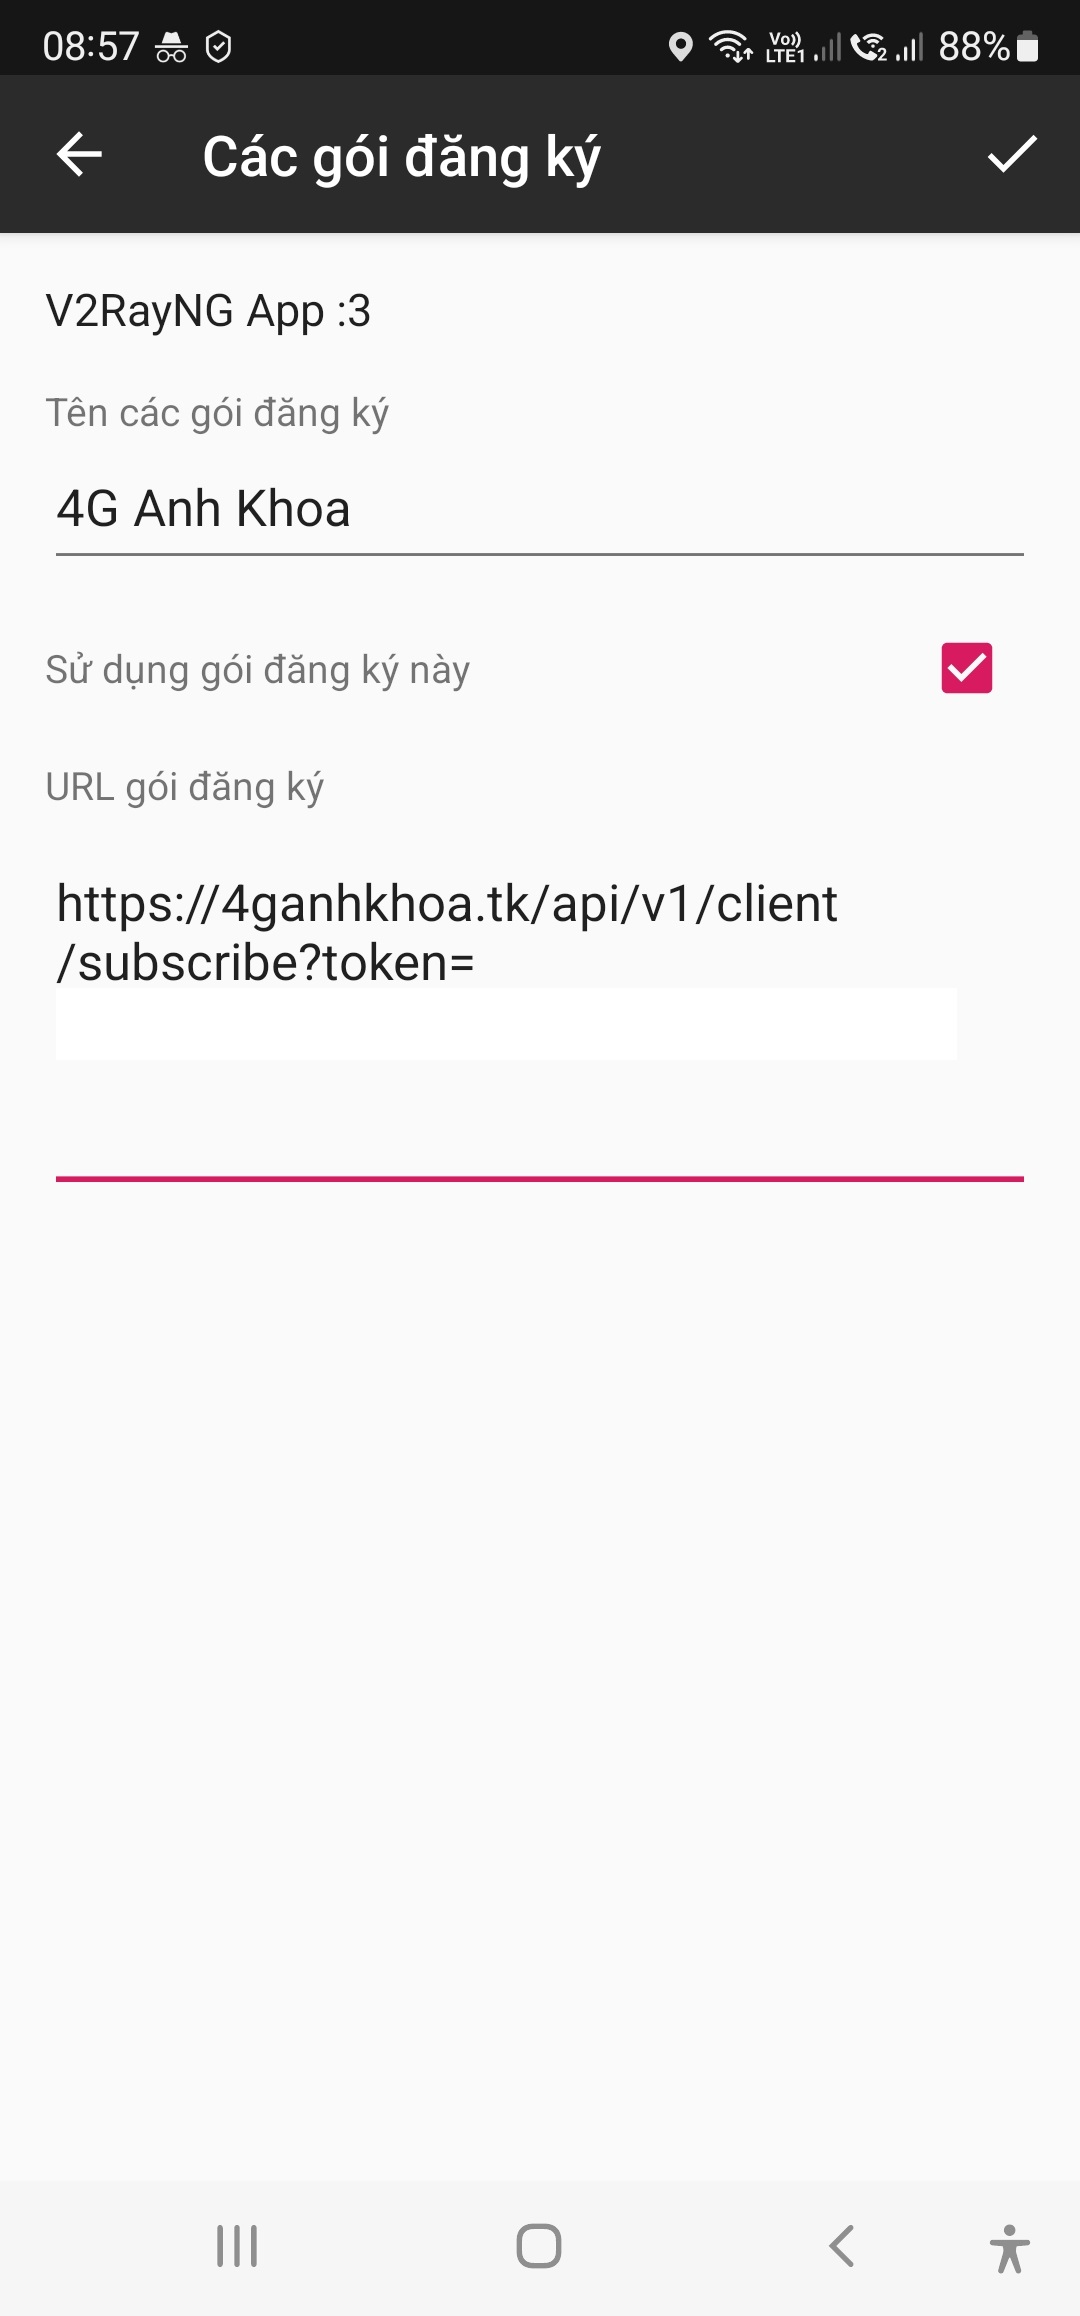 08:57
Vo)) LTE1
2
88%
Các gói đăng ký
V2RayNG App :3
Tên các gói đăng ký
4G Anh Khoa
Sử dụng gói đăng ký này
URL gói đăng ký
https://4ganhkhoa.tk/api/v1/client
/subscribe?token=